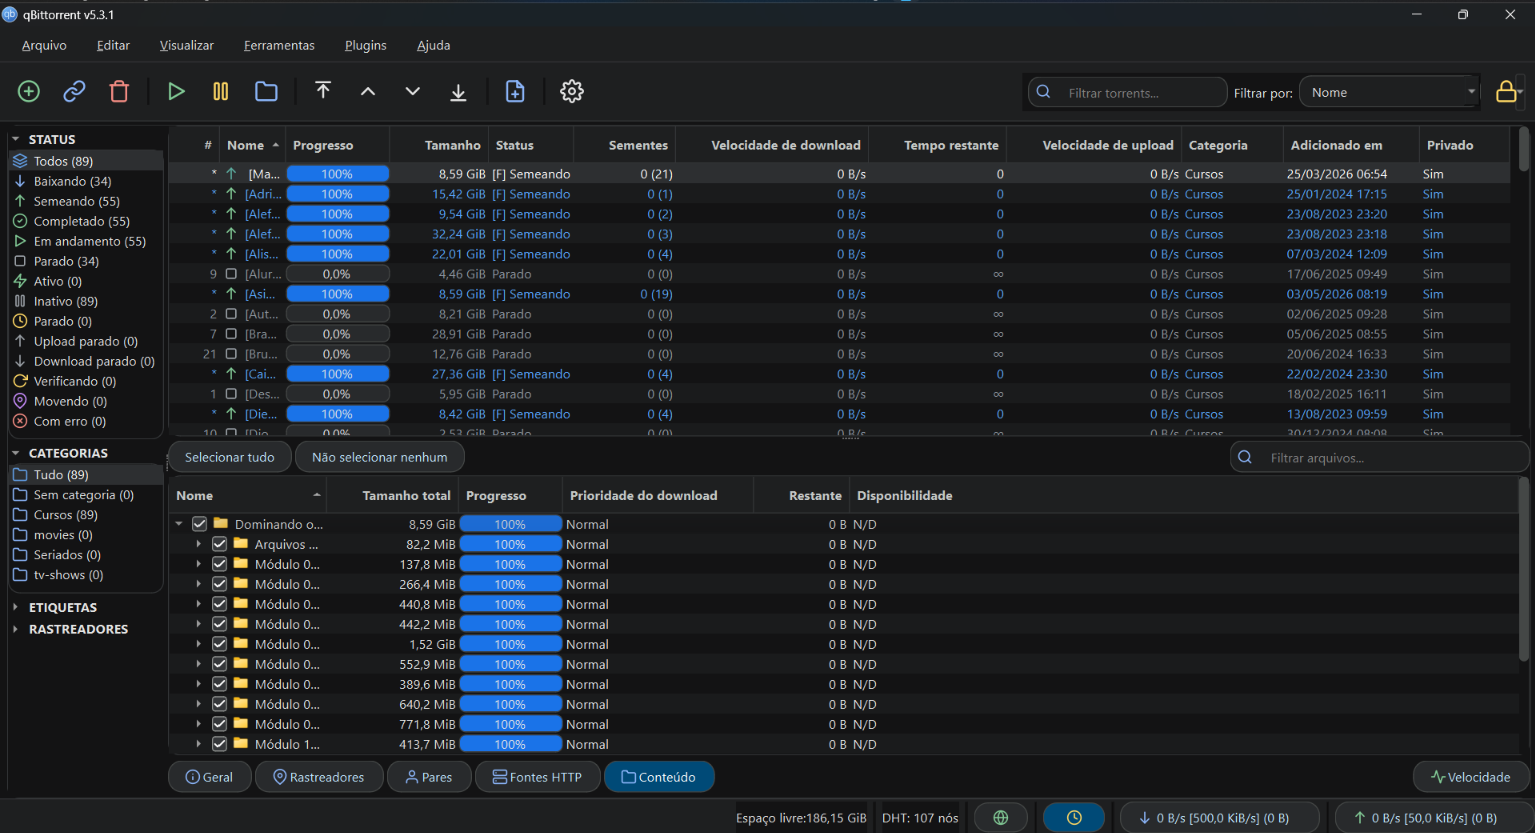 qBittorrent v5.3.1
Arquivo Editar Visualizar Ferramentas Plugins Ajuda
Filtrar torrents... Filtrar por: Nome
STATUS
Todos (89)
Baixando (34)
Semeando (55)
Completado (55)
Em andamento (55)
Parado (34)
Ativo (0)
Inativo (89)
Parado (0)
Upload parado (0)
Download parado (0)
Verificando (0)
Movendo (0)
Com erro (0)
CATEGORIAS
Tudo (89)
Sem categoria (0)
Cursos (89)
movies (0)
Seriados (0)
tv-shows (0)
ETIQUETAS
RASTREADORES
# Nome Progresso Tamanho Status Sementes Velocidade de download Tempo restante Velocidade de upload Categoria Adicionado em Privado
* [Ma... 100% 8,59 GiB [F] Semeando 0 (21) 0 B/s 0 0 B/s Cursos 25/03/2026 06:54 Sim
* [Adri... 100% 15,42 GiB [F] Semeando 0 (1) 0 B/s 0 0 B/s Cursos 25/01/2024 17:15 Sim
* [Alef... 100% 9,54 GiB [F] Semeando 0 (2) 0 B/s 0 0 B/s Cursos 23/08/2023 23:20 Sim
* [Alef... 100% 32,24 GiB [F] Semeando 0 (3) 0 B/s 0 0 B/s Cursos 23/08/2023 23:18 Sim
* [Alis... 100% 22,01 GiB [F] Semeando 0 (4) 0 B/s 0 0 B/s Cursos 07/03/2024 12:09 Sim
9 [Alur... 0,0% 4,46 GiB Parado 0 (0) 0 B/s ∞ 0 B/s Cursos 17/06/2025 09:49 Sim
* [Asi... 100% 8,59 GiB [F] Semeando 0 (19) 0 B/s 0 0 B/s Cursos 03/05/2026 08:19 Sim
2 [Aut... 0,0% 8,21 GiB Parado 0 (0) 0 B/s ∞ 0 B/s Cursos 02/06/2025 09:28 Sim
7 [Bra... 0,0% 28,91 GiB Parado 0 (0) 0 B/s ∞ 0 B/s Cursos 05/06/2025 08:55 Sim
21 [Bru... 0,0% 12,76 GiB Parado 0 (0) 0 B/s ∞ 0 B/s Cursos 20/06/2024 16:33 Sim
* [Cai... 100% 27,36 GiB [F] Semeando 0 (4) 0 B/s 0 0 B/s Cursos 22/02/2024 23:30 Sim
1 [Des... 0,0% 5,95 GiB Parado 0 (0) 0 B/s ∞ 0 B/s Cursos 18/02/2025 16:11 Sim
* [Die... 100% 8,42 GiB [F] Semeando 0 (4) 0 B/s 0 0 B/s Cursos 13/08/2023 09:59 Sim
10 [Dio... 0,0% 2,53 GiB Parado 0 (0) 0 B/s ∞ 0 B/s Cursos 30/12/2024 08:08 Sim
Selecionar tudo Não selecionar nenhum Filtrar arquivos...
Nome Tamanho total Progresso Prioridade do download Restante Disponibilidade
Dominando o... 8,59 GiB 100% Normal 0 B N/D
Arquivos ... 82,2 MiB 100% Normal 0 B N/D
Módulo 0... 137,8 MiB 100% Normal 0 B N/D
Módulo 0... 266,4 MiB 100% Normal 0 B N/D
Módulo 0... 440,8 MiB 100% Normal 0 B N/D
Módulo 0... 442,2 MiB 100% Normal 0 B N/D
Módulo 0... 1,52 GiB 100% Normal 0 B N/D
Módulo 0... 552,9 MiB 100% Normal 0 B N/D
Módulo 0... 389,6 MiB 100% Normal 0 B N/D
Módulo 0... 640,2 MiB 100% Normal 0 B N/D
Módulo 0... 771,8 MiB 100% Normal 0 B N/D
Módulo 1... 413,7 MiB 100% Normal 0 B N/D
Geral Rastreadores Pares Fontes HTTP Conteúdo Velocidade
Espaço livre:186,15 GiB DHT: 107 nós 0 B/s [500,0 KiB/s] (0 B) 0 B/s [50,0 KiB/s] (0 B)